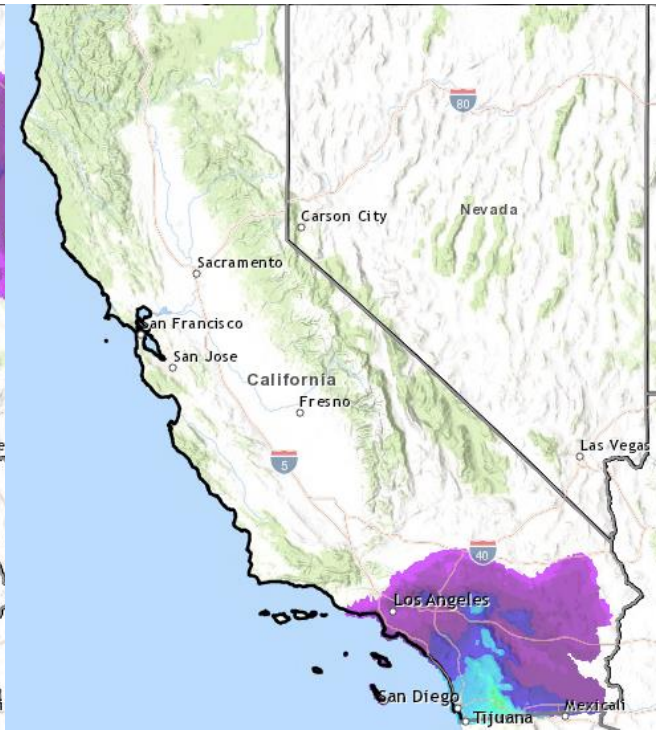 80
Carson City
Nevada
Sacramento
San Francisco
San Jose
California
Fresno
Las Vegas
5
40
Los Angeles
San Diego
Tijuana
Mexicali